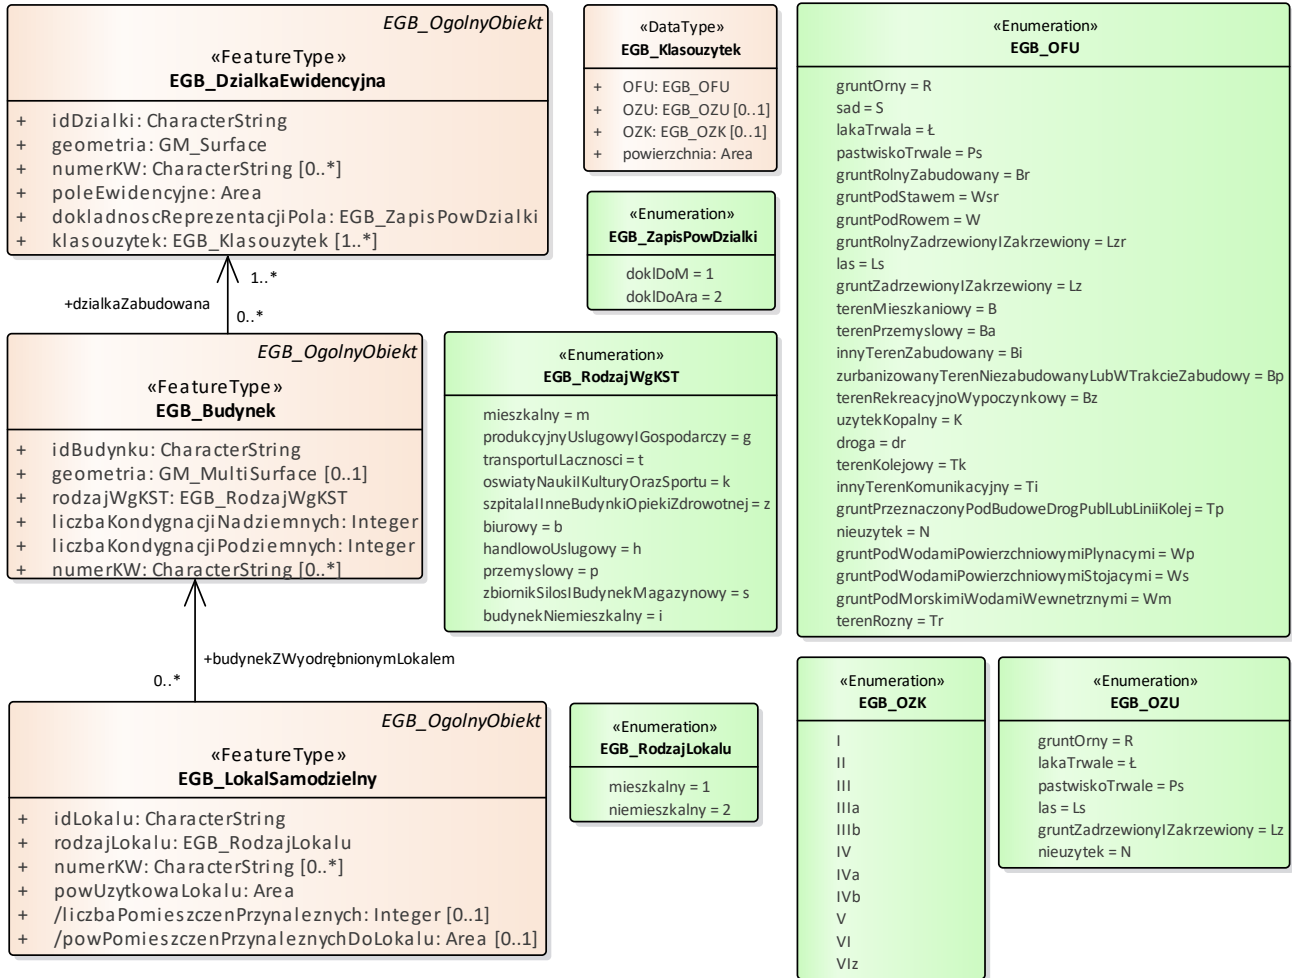 EGB_OgolnyObiekt
«FeatureType»
EGB_DzialkaEwidencyjna
+ idDzialki: CharacterString
+ geometria: GM_Surface
+ numerKW: CharacterString [0..*]
+ poleEwidencyjne: Area
+ dokladnoscReprezentacjiPola: EGB_ZapisPowDzialki
+ klasouzytek: EGB_Klasouzytek [1..*]
1..*
+dzialkaZabudowana
0..*
EGB_OgolnyObiekt
«FeatureType»
EGB_Budynek
+ idBudynku: CharacterString
+ geometria: GM_MultiSurface [0..1]
+ rodzajWgKST: EGB_RodzajWgKST
+ liczbaKondygnacjiNadziemnych: Integer
+ liczbaKondygnacjiPodziemnych: Integer
+ numerKW: CharacterString [0..*]
+budynekZWyodrębnionymLokalem
0..*
EGB_OgolnyObiekt
«FeatureType»
EGB_LokalSamodzielny
+ idLokalu: CharacterString
+ rodzajLokalu: EGB_RodzajLokalu
+ numerKW: CharacterString [0..*]
+ powUzytkowaLokalu: Area
+ /liczbaPomieszczenPrzynaleznych: Integer [0..1]
+ /powPomieszczenPrzynaleznychDoLokalu: Area [0..1]
«DataType»
EGB_Klasouzytek
+ OFU: EGB_OFU
+ OZU: EGB_OZU [0..1]
+ OZK: EGB_OZK [0..1]
+ powierzchnia: Area
«Enumeration»
EGB_ZapisPowDzialki
doklDoM = 1
doklDoAra = 2
«Enumeration»
EGB_RodzajWgKST
mieszkalny = m
produkcyjnyUslugowyIGospodarczy = g
transportuILacznosci = t
oswiatyNaukiIKulturyOrazSportu = k
szpitalaIInneBudynkiOpiekiZdrowotnej = z
biurowy = b
handlowoUslugowy = h
przemyslowy = p
zbiornikSilosIBudynekMagazynowy = s
budynekNiemieszkalny = i
«Enumeration»
EGB_RodzajLokalu
mieszkalny = 1
niemieszkalny = 2
«Enumeration»
EGB_OFU
gruntOrny = R
sad = S
lakaTrwala = Ł
pastwiskoTrwale = Ps
gruntRolnyZabudowany = Br
gruntPodStawem = Wsr
gruntPodRowem = W
gruntRolnyZadrzewionyIZakrzewiony = Lzr
las = Ls
gruntZadrzewionyIZakrzewiony = Lz
terenMieszkaniowy = B
terenPrzemyslowy = Ba
innyTerenZabudowany = Bi
zurbanizowanyTerenNiezabudowanyLubWTrakcieZabudowy = Bp
terenRekreacyjnoWypoczynkowy = Bz
uzytekKopalny = K
droga = dr
terenKolejowy = Tk
innyTerenKomunikacyjny = Ti
gruntPrzeznaczonyPodBudoweDrogPublLubLiniiKolej = Tp
nieuzytek = N
gruntPodWodamiPowierzchniowymiPlynacymi = Wp
gruntPodWodamiPowierzchniowymiStojacymi = Ws
gruntPodMorskimiWodamiWewnetrznymi = Wm
terenRozny = Tr
«Enumeration»
EGB_OZK
I
II
III
IIIa
IIIb
IV
IVa
IVb
V
VI
VIz
«Enumeration»
EGB_OZU
gruntOrny = R
lakaTrwale = Ł
pastwiskoTrwale = Ps
las = Ls
gruntZadrzewionyIZakrzewiony = Lz
nieuzytek = N